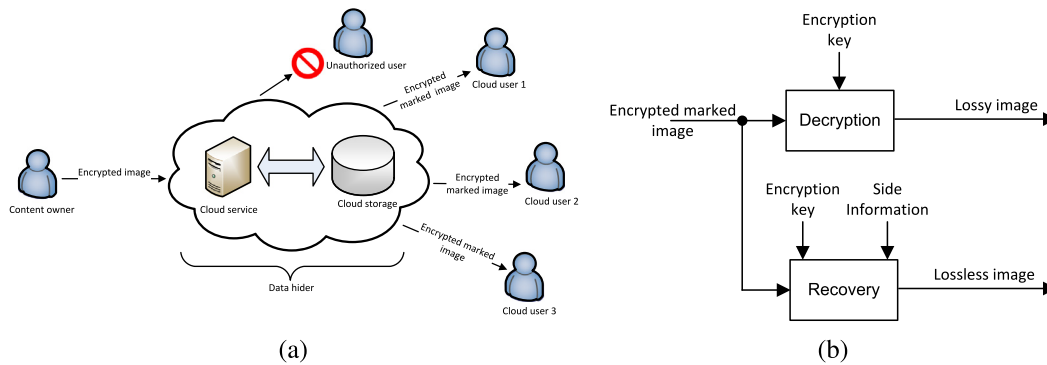 Unauthorized user
Encrypted
marked image
Cloud user 1
Encrypted image
Content owner
Cloud service
Cloud storage
Encrypted
marked image
Cloud user 2
Encrypted marked
image
Cloud user 3
Data hider
(a)
Encryption
key
Encrypted marked
image
Decryption
Lossy image
Encryption
key
Side
Information
Recovery
Lossless image
(b)